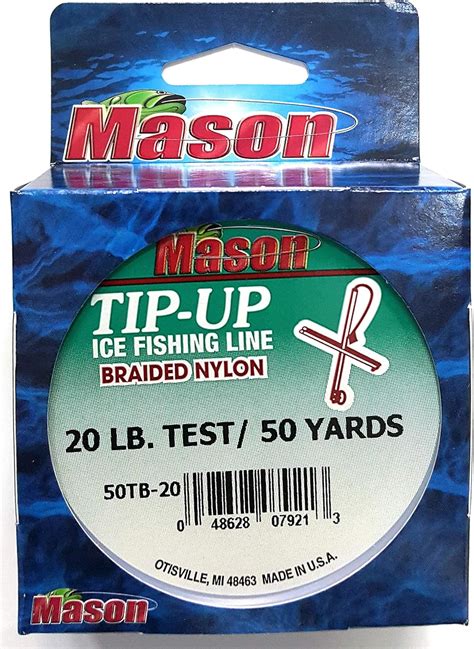 Mason
Mason
TIP-UP
ICE FISHING LINE
BRAIDED NYLON
20 LB. TEST/ 50 YARDS
50TB-20
0 48628 07921 3
OTISVILLE, MI 48463 MADE IN U.S.A.
Mason